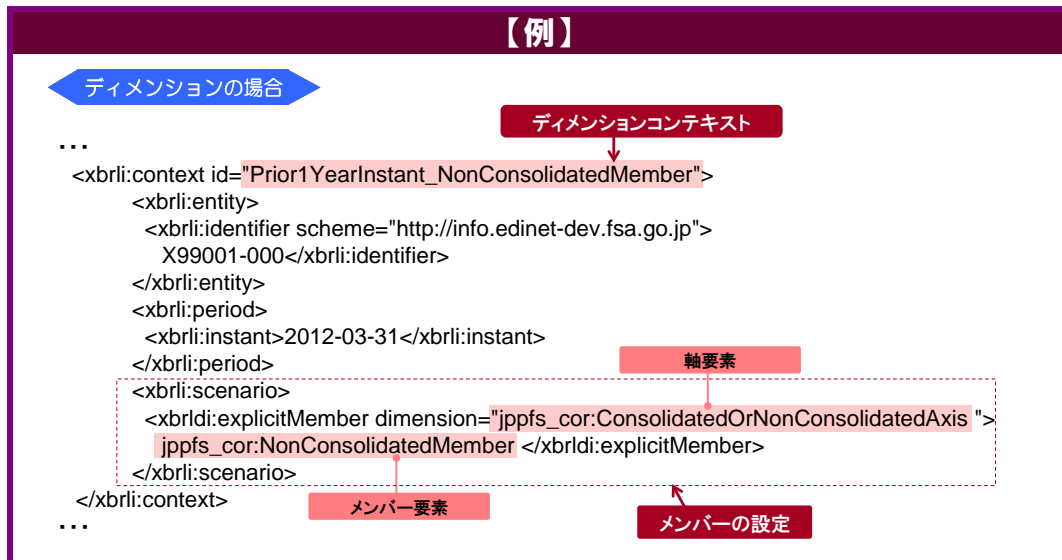 【例】
ディメンションの場合
ディメンションコンテキスト
...
<xbrli:context id="Prior1YearInstant_NonConsolidatedMember">
<xbrli:entity>
<xbrli:identifier scheme="http://info.edinet-dev.fsa.go.jp">
X99001-000</xbrli:identifier>
</xbrli:entity>
<xbrli:period>
<xbrli:instant>2012-03-31</xbrli:instant>
</xbrli:period>
軸要素
<xbrli:scenario>
<xbrldi:explicitMember dimension="jppfs_cor:ConsolidatedOrNonConsolidatedAxis ">
jppfs_cor:NonConsolidatedMember </xbrldi:explicitMember>
</xbrli:scenario>
</xbrli:context>
メンバー要素
メンバーの設定
...